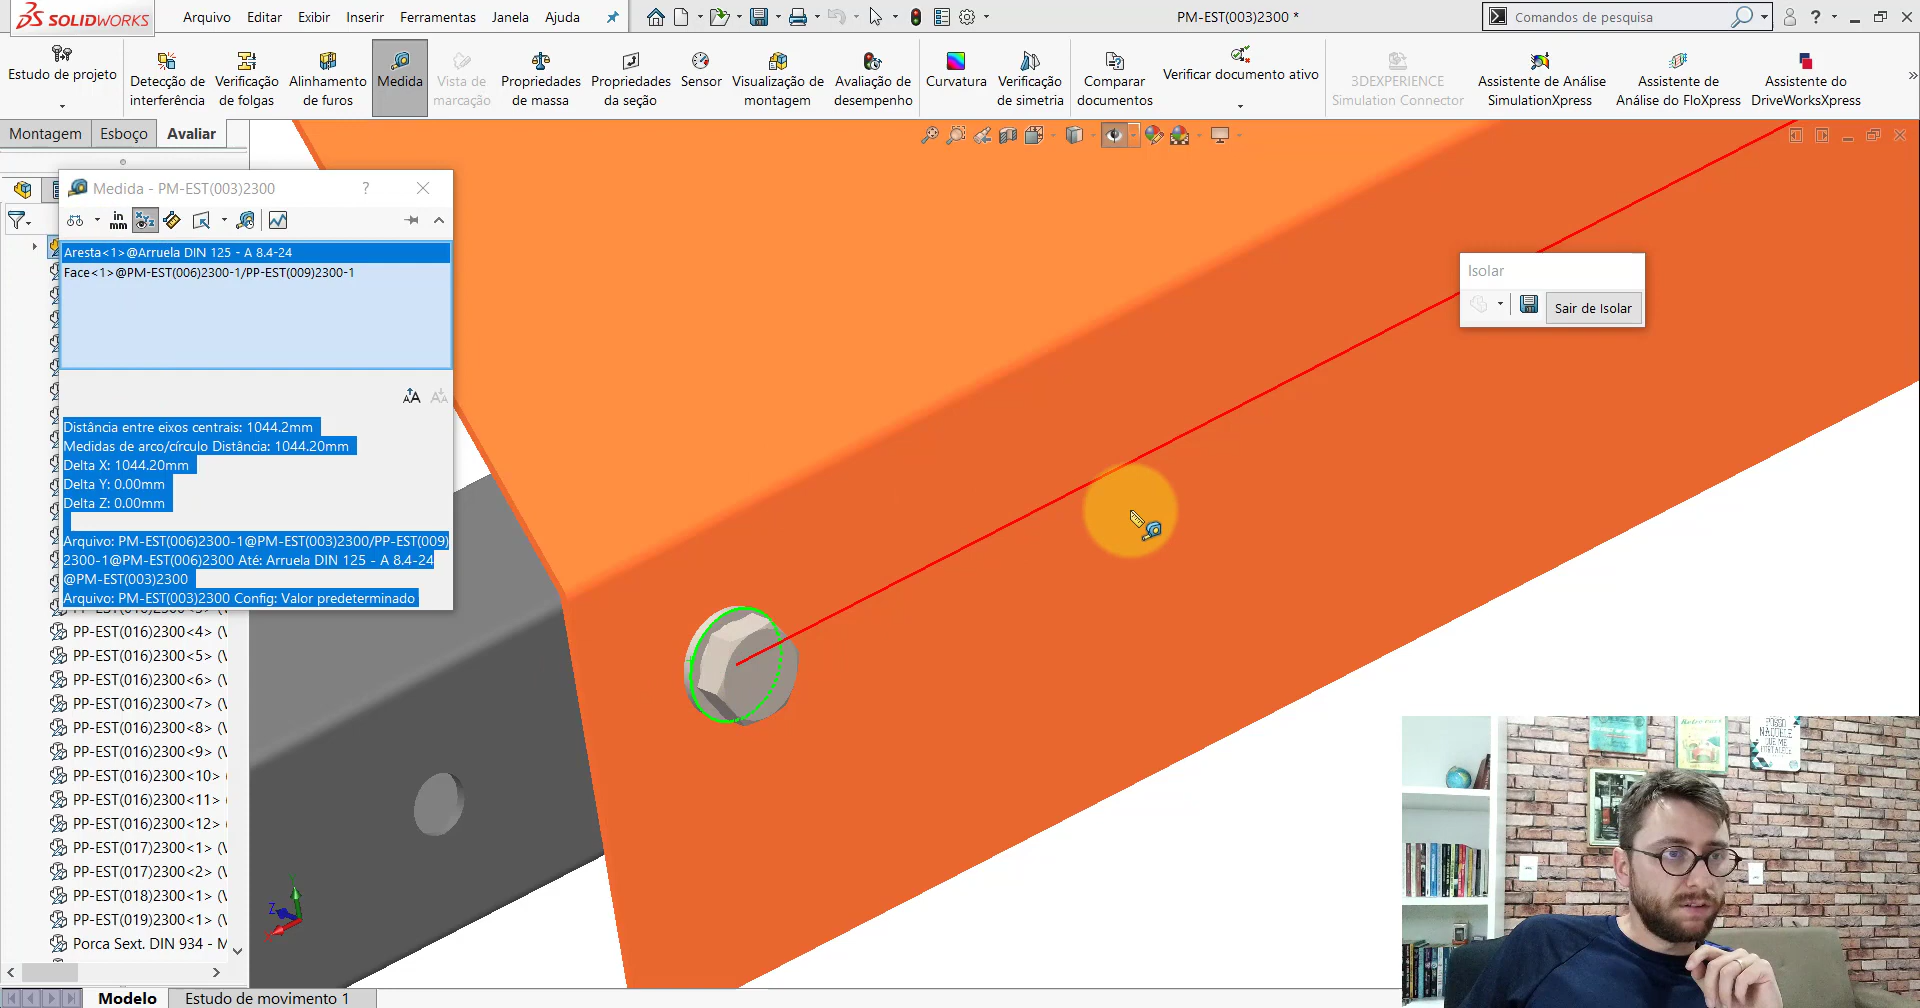 SOLIDWORKS
Arquivo Editar Exibir Inserir Ferramentas Janela Ajuda
PM-EST(003)2300 *
Comandos de pesquisa
?
Estudo de projeto
Detecção de interferência
Verificação de folgas
Alinhamento de furos
Medida
Vista de marcação
Propriedades de massa
Propriedades da seção
Sensor
Visualização de montagem
Avaliação de desempenho
Curvatura
Verificação de simetria
Comparar documentos
Verificar documento ativo
3DEXPERIENCE Simulation Connector
Assistente de Análise SimulationXpress
Assistente de Análise do FloXpress
Assistente do DriveWorksXpress
Montagem Esboço Avaliar
Medida - PM-EST(003)2300
?
in
mm
Aresta<1>@Arruela DIN 125 - A 8.4-24
Face<1>@PM-EST(006)2300-1/PP-EST(009)2300-1
Distância entre eixos centrais: 1044.2mm
Medidas de arco/círculo Distância: 1044.20mm
Delta X: 1044.20mm
Delta Y: 0.00mm
Delta Z: 0.00mm
Arquivo: PM-EST(006)2300-1@PM-EST(003)2300/PP-EST(009)
2300-1@PM-EST(006)2300 Até: Arruela DIN 125 - A 8.4-24
@PM-EST(003)2300
Arquivo: PM-EST(003)2300 Config: Valor predeterminado
Isolar
Sair de Isolar
PP-EST(016)2300<4> (V
PP-EST(016)2300<5> (V
PP-EST(016)2300<6> (V
PP-EST(016)2300<7> (V
PP-EST(016)2300<8> (V
PP-EST(016)2300<9> (V
PP-EST(016)2300<10> (
PP-EST(016)2300<11> (
PP-EST(016)2300<12> (
PP-EST(017)2300<1> (V
PP-EST(017)2300<2> (V
PP-EST(018)2300<1> (V
PP-EST(019)2300<1> (V
Porca Sext. DIN 934 - M
Z
Modelo Estudo de movimento 1
POSSO
NAQUELE
QUE ME
FORTALECE